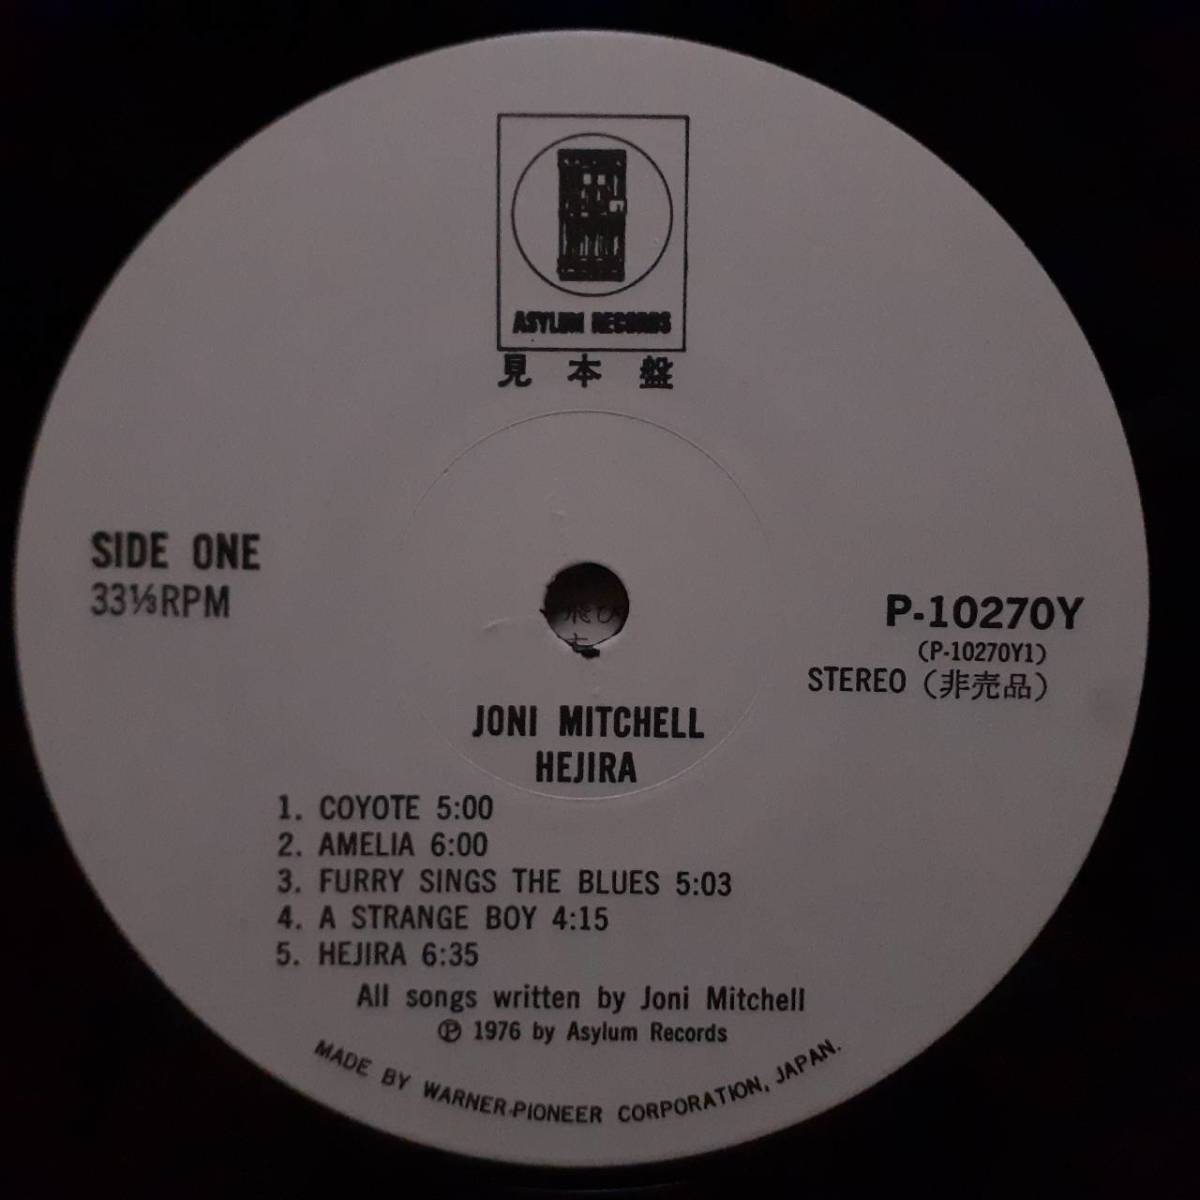 ASYLUM RECORDS
見本盤
SIDE ONE
33⅓RPM
P-10270Y
(P-10270Y1)
STEREO (非売品)
JONI MITCHELL
HEJIRA
1. COYOTE 5:00
2. AMELIA 6:00
3. FURRY SINGS THE BLUES 5:03
4. A STRANGE BOY 4:15
5. HEJIRA 6:35
All songs written by Joni Mitchell
Ⓟ 1976 by Asylum Records
MADE BY WARNER-PIONEER CORPORATION, JAPAN.